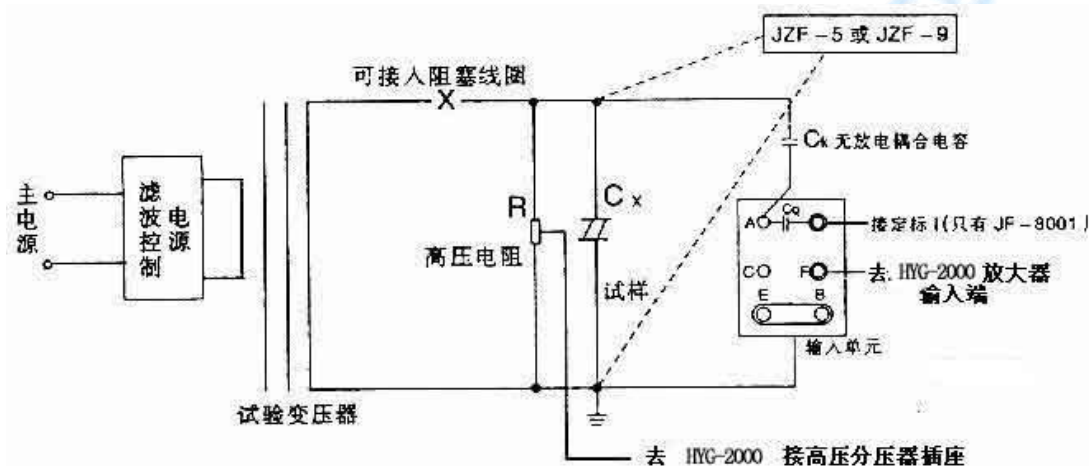 JZF-5 或 JZF-9
可接入阻塞线圈
X
Ck 无放电耦合电容
主电源
滤波控制
电源
R
高压电阻
Cx
试样
A
Cq
接定标 I(只有 JF-8001)
C
F
去 HYG-2000 放大器
输入端
E
B
输入单元
试验变压器
去 HYG-2000 接高压分压器插座